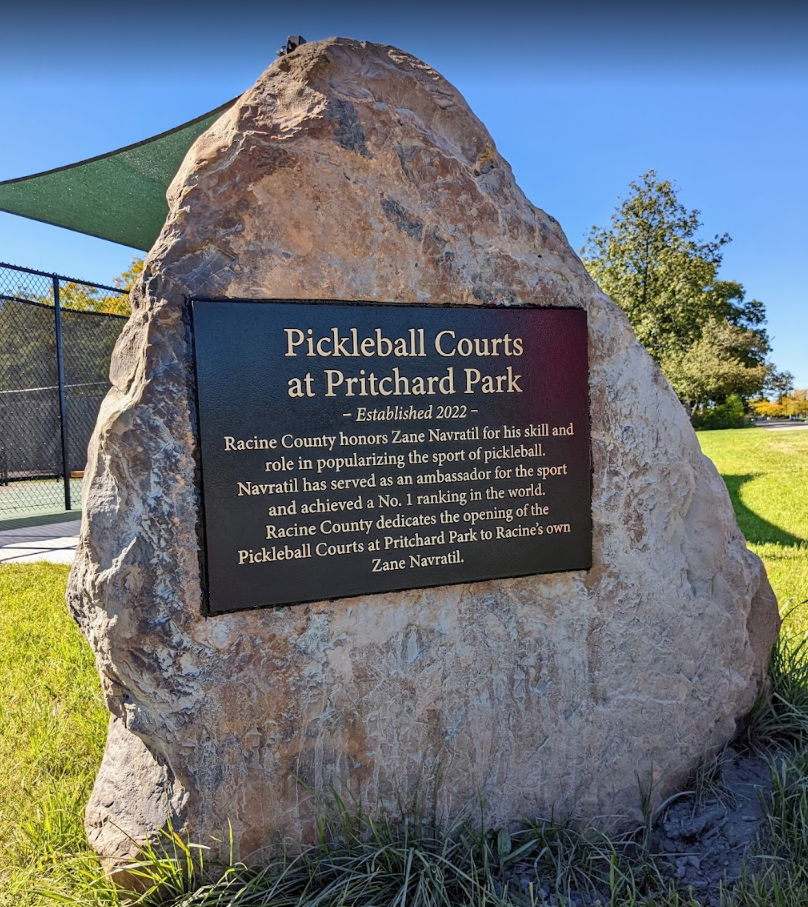 Pickleball Courts
at Pritchard Park
– Established 2022 –
Racine County honors Zane Navratil for his skill and
role in popularizing the sport of pickleball.
Navratil has served as an ambassador for the sport
and achieved a No. 1 ranking in the world.
Racine County dedicates the opening of the
Pickleball Courts at Pritchard Park to Racine's own
Zane Navratil.